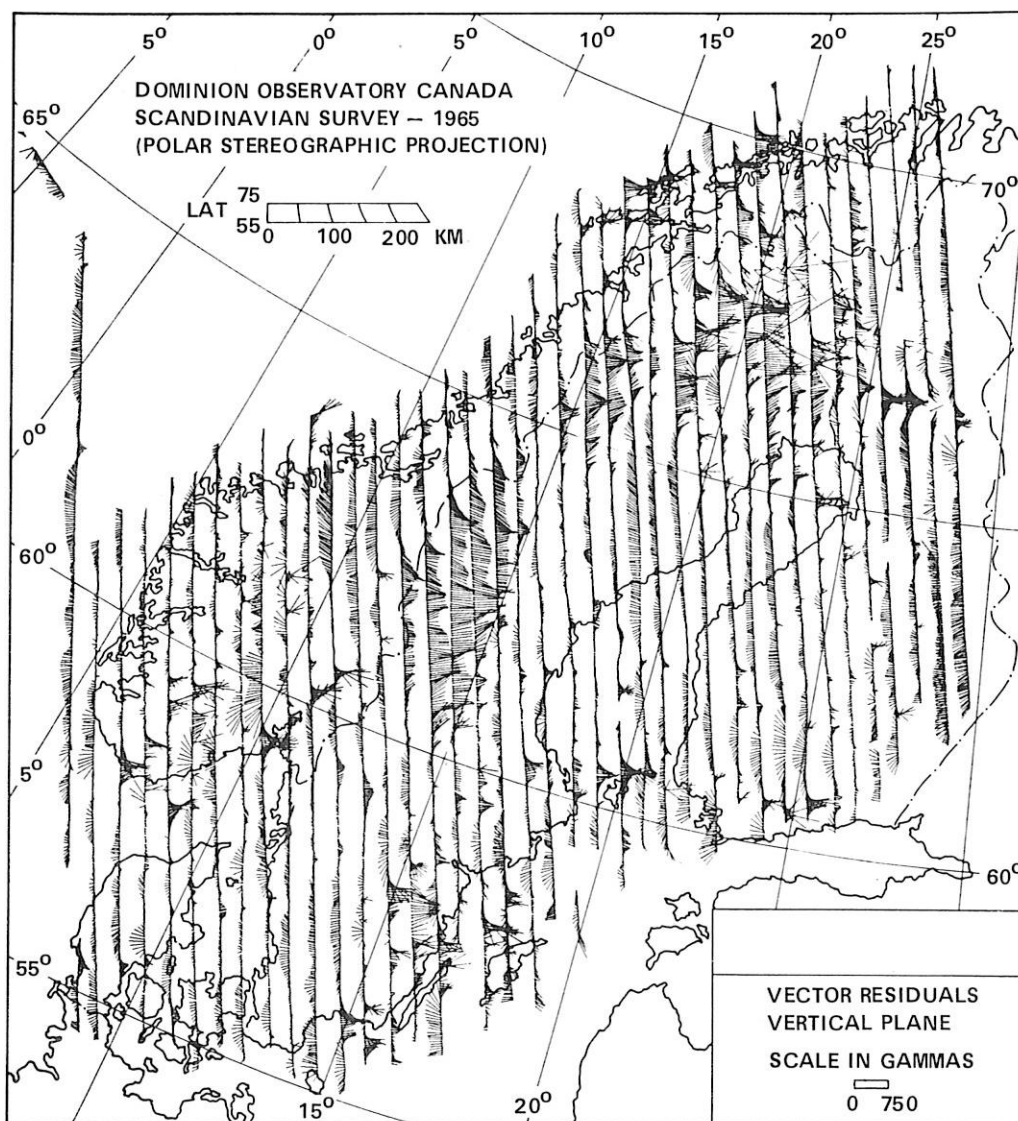 5° 0° 5° 10° 15° 20° 25°
DOMINION OBSERVATORY CANADA
SCANDINAVIAN SURVEY – 1965
(POLAR STEREOGRAPHIC PROJECTION)
65°
LAT 75
55
0 100 200 KM
70°
0°
60°
5°
60°
55°
15°
20°
VECTOR RESIDUALS
VERTICAL PLANE
SCALE IN GAMMAS
0 750